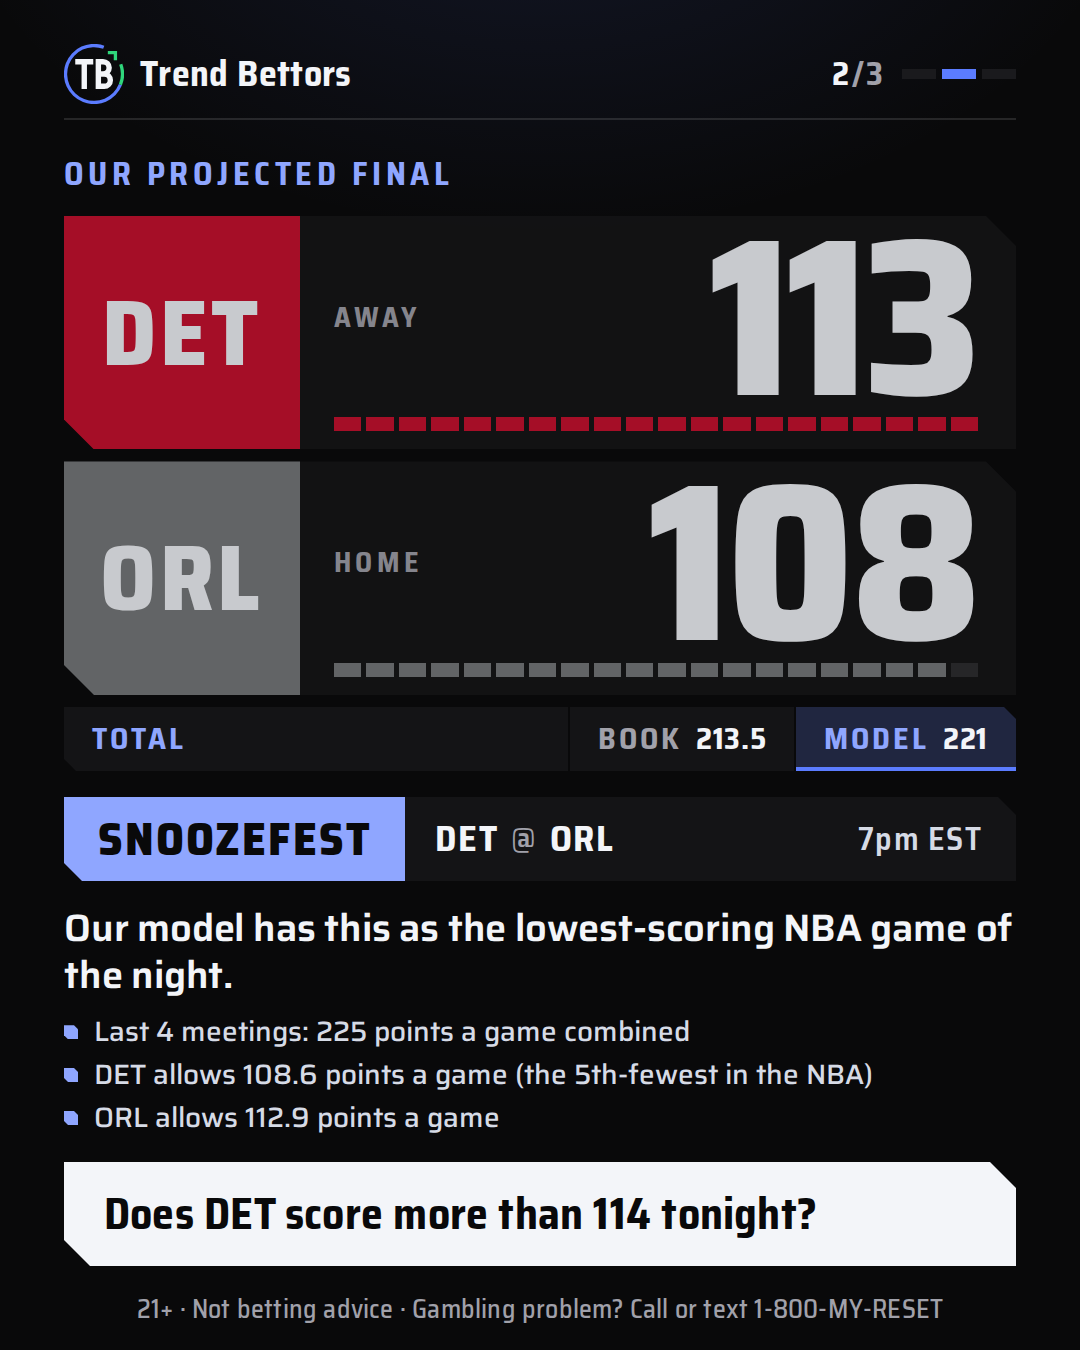 TB Trend Bettors 2/3
OUR PROJECTED FINAL
DET AWAY 113
ORL HOME 108
TOTAL BOOK 213.5 MODEL 221
SNOOZEFEST DET @ ORL 7pm EST
Our model has this as the lowest-scoring NBA game of
the night.
Last 4 meetings: 225 points a game combined
DET allows 108.6 points a game (the 5th-fewest in the NBA)
ORL allows 112.9 points a game
Does DET score more than 114 tonight?
21+ · Not betting advice · Gambling problem? Call or text 1-800-MY-RESET